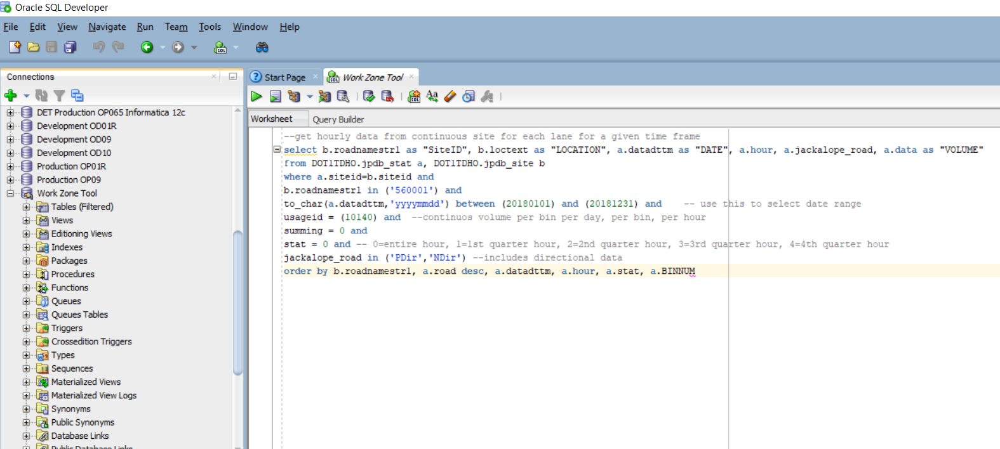 Oracle SQL Developer
File Edit View Navigate Run Team Tools Window Help
Connections
DET Production OP065 Informatica 12c
Development OD01R
Development OD09
Development OD10
Production OP01R
Production OP09
Work Zone Tool
Tables (Filtered)
Views
Editioning Views
Indexes
Packages
Procedures
Functions
Queues
Queues Tables
Triggers
Crossedition Triggers
Types
Sequences
Materialized Views
Materialized View Logs
Synonyms
Public Synonyms
Database Links
Public Database Links
Start Page Work Zone Tool
Worksheet Query Builder
--get hourly data from continuous site for each lane for a given time frame
select b.roadnamestr1 as "SiteID", b.loctext as "LOCATION", a.datadttm as "DATE", a.hour, a.jackalope_road, a.data as "VOLUME"
from DOT1TDHO.jpdb_stat a, DOT1TDHO.jpdb_site b
where a.siteid=b.siteid and
b.roadnamestr1 in ('560001') and
to_char(a.datadttm,'yyyymmdd') between (20180101) and (20181231) and    -- use this to select date range
usageid = (10140) and  --continuos volume per bin per day, per bin, per hour
summing = 0 and
stat = 0 and -- 0=entire hour, 1=1st quarter hour, 2=2nd quarter hour, 3=3rd quarter hour, 4=4th quarter hour
jackalope_road in ('PDir','NDir') --includes directional data
order by b.roadnamestr1, a.road desc, a.datadttm, a.hour, a.stat, a.BINNUM